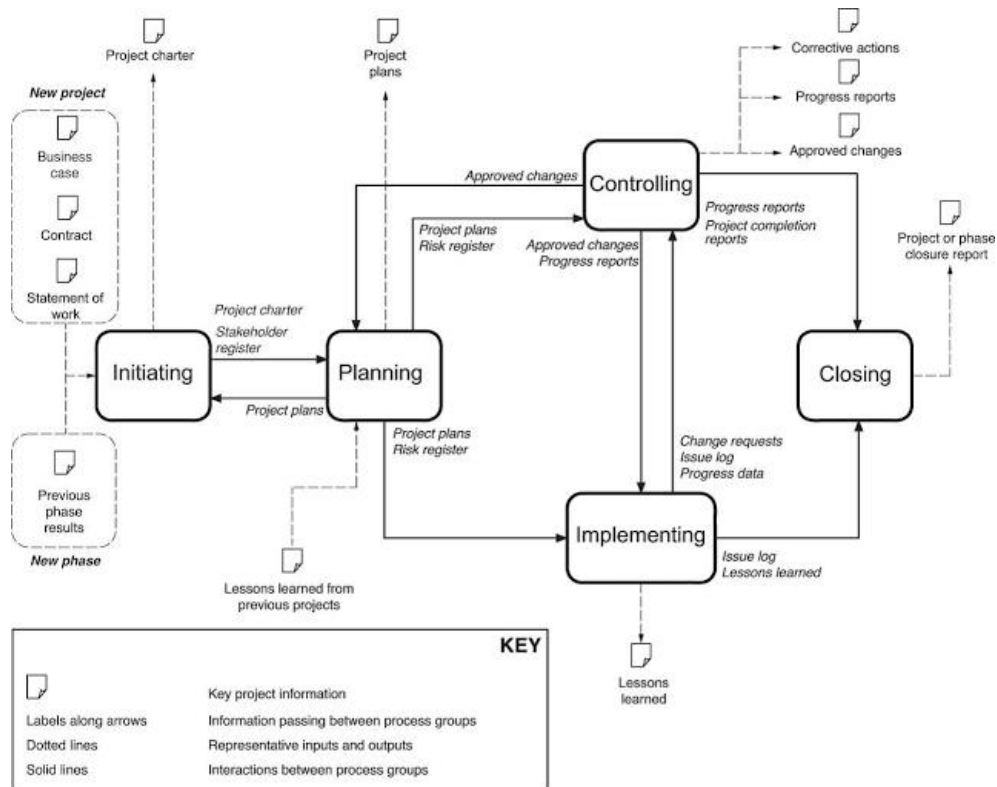 Project charter
Project
plans
Corrective actions
Progress reports
Approved changes
New project
Business
case
Contract
Statement of
work
Approved changes
Controlling
Project plans
Risk register
Approved changes
Progress reports
Progress reports
Project completion
reports
Project or phase
closure report
Project charter
Stakeholder
register
Initiating
Planning
Closing
Project plans
Project plans
Risk register
Change requests
Issue log
Progress data
Previous
phase
results
New phase
Implementing
Issue log
Lessons learned
Lessons learned from
previous projects
Lessons
learned
KEY
Key project information
Labels along arrows
Information passing between process groups
Dotted lines
Representative inputs and outputs
Solid lines
Interactions between process groups